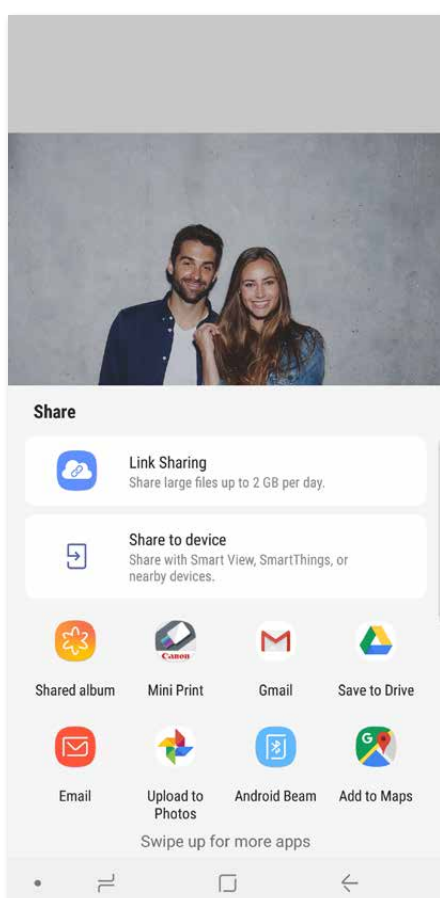 Share
Link Sharing
Share large files up to 2 GB per day.
Share to device
Share with Smart View, SmartThings, or
nearby devices.
Canon
Shared album
Mini Print
Gmail
Save to Drive
G
Email
Upload to
Photos
Android Beam
Add to Maps
Swipe up for more apps